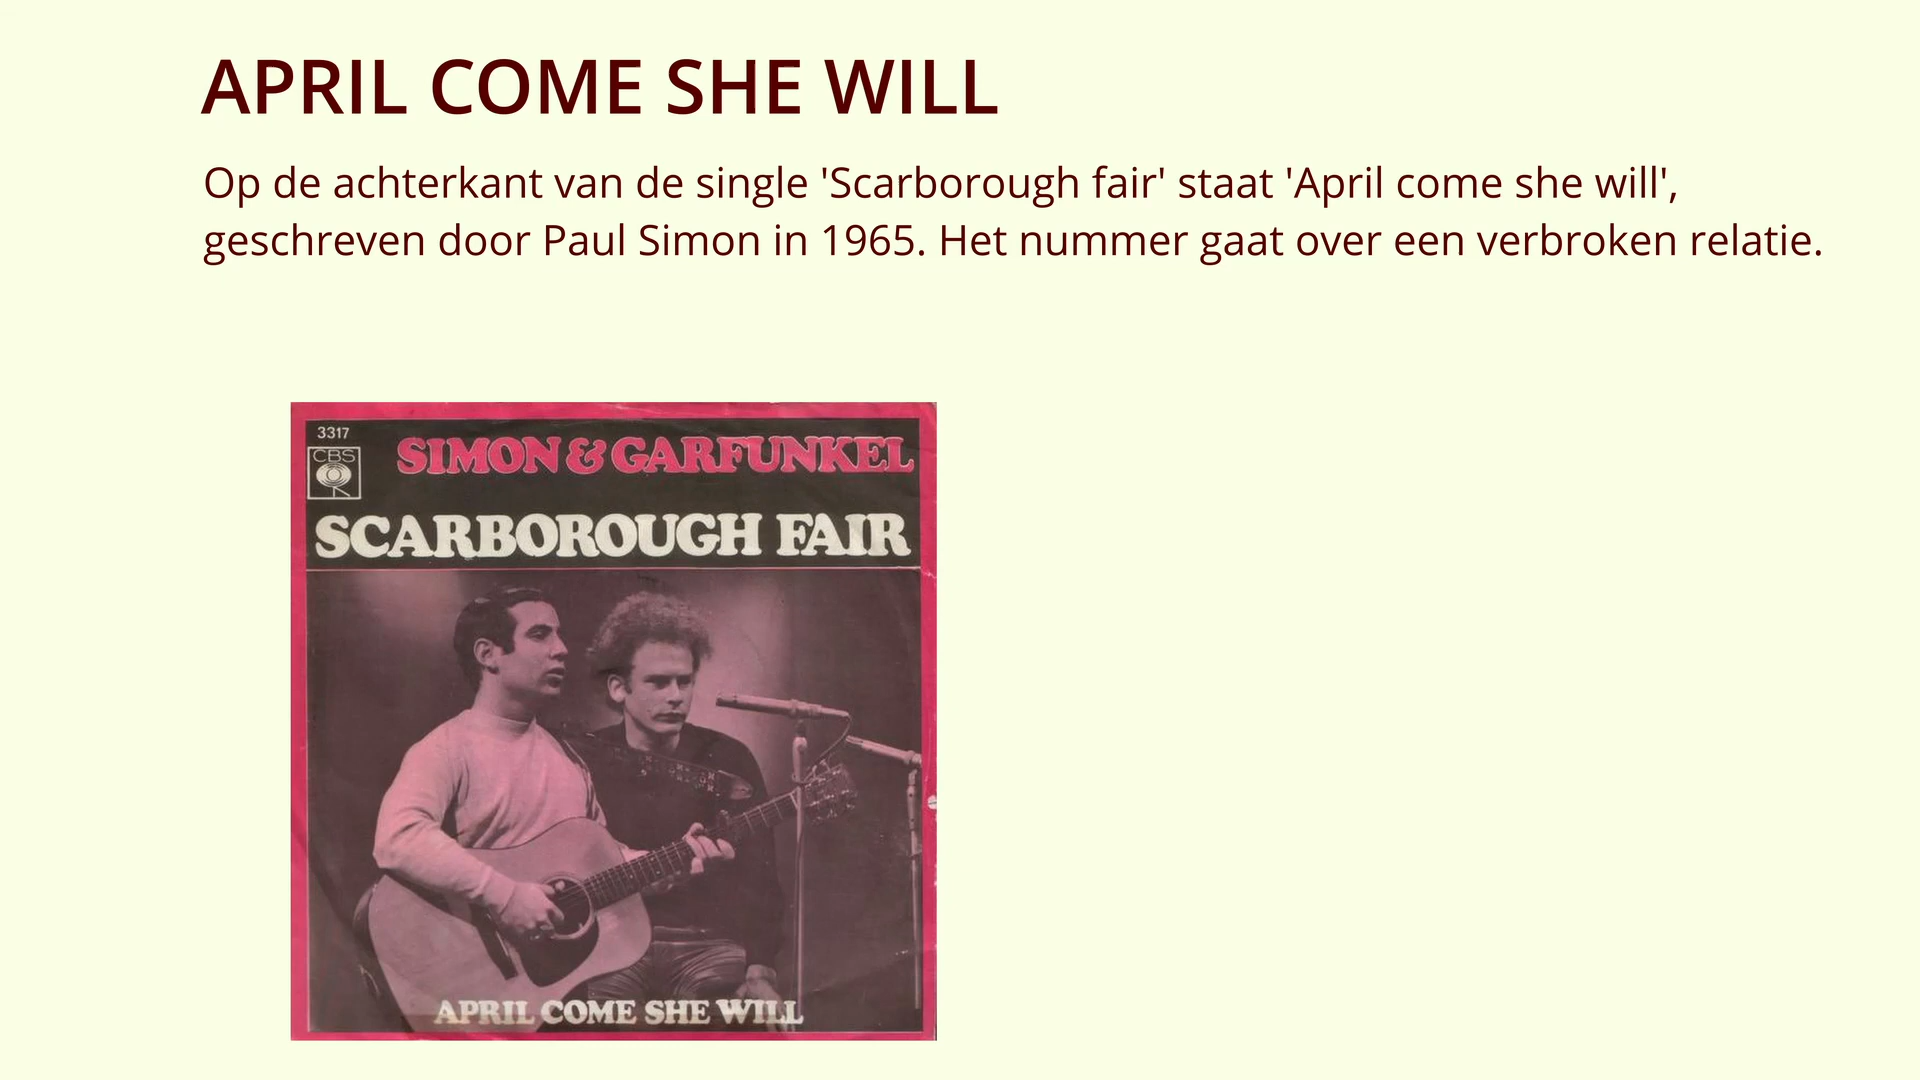 APRIL COME SHE WILL
Op de achterkant van de single 'Scarborough fair' staat 'April come she will',
geschreven door Paul Simon in 1965. Het nummer gaat over een verbroken relatie.
3317
CBS
SIMON & GARFUNKEL
SCARBOROUGH FAIR
APRIL COME SHE WILL